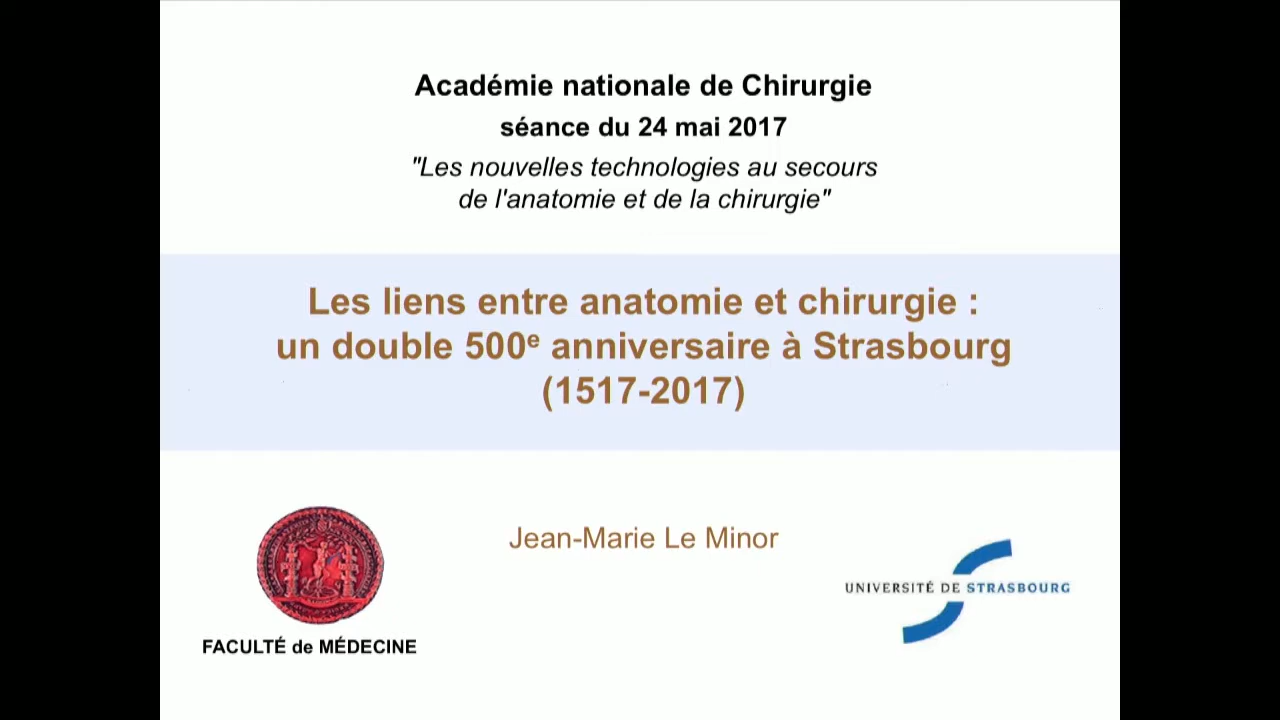 Académie nationale de Chirurgie
séance du 24 mai 2017
"Les nouvelles technologies au secours
de l'anatomie et de la chirurgie"
Les liens entre anatomie et chirurgie :
un double 500e anniversaire à Strasbourg
(1517-2017)
Jean-Marie Le Minor
UNIVERSITÉ DE STRASBOURG
FACULTÉ de MÉDECINE